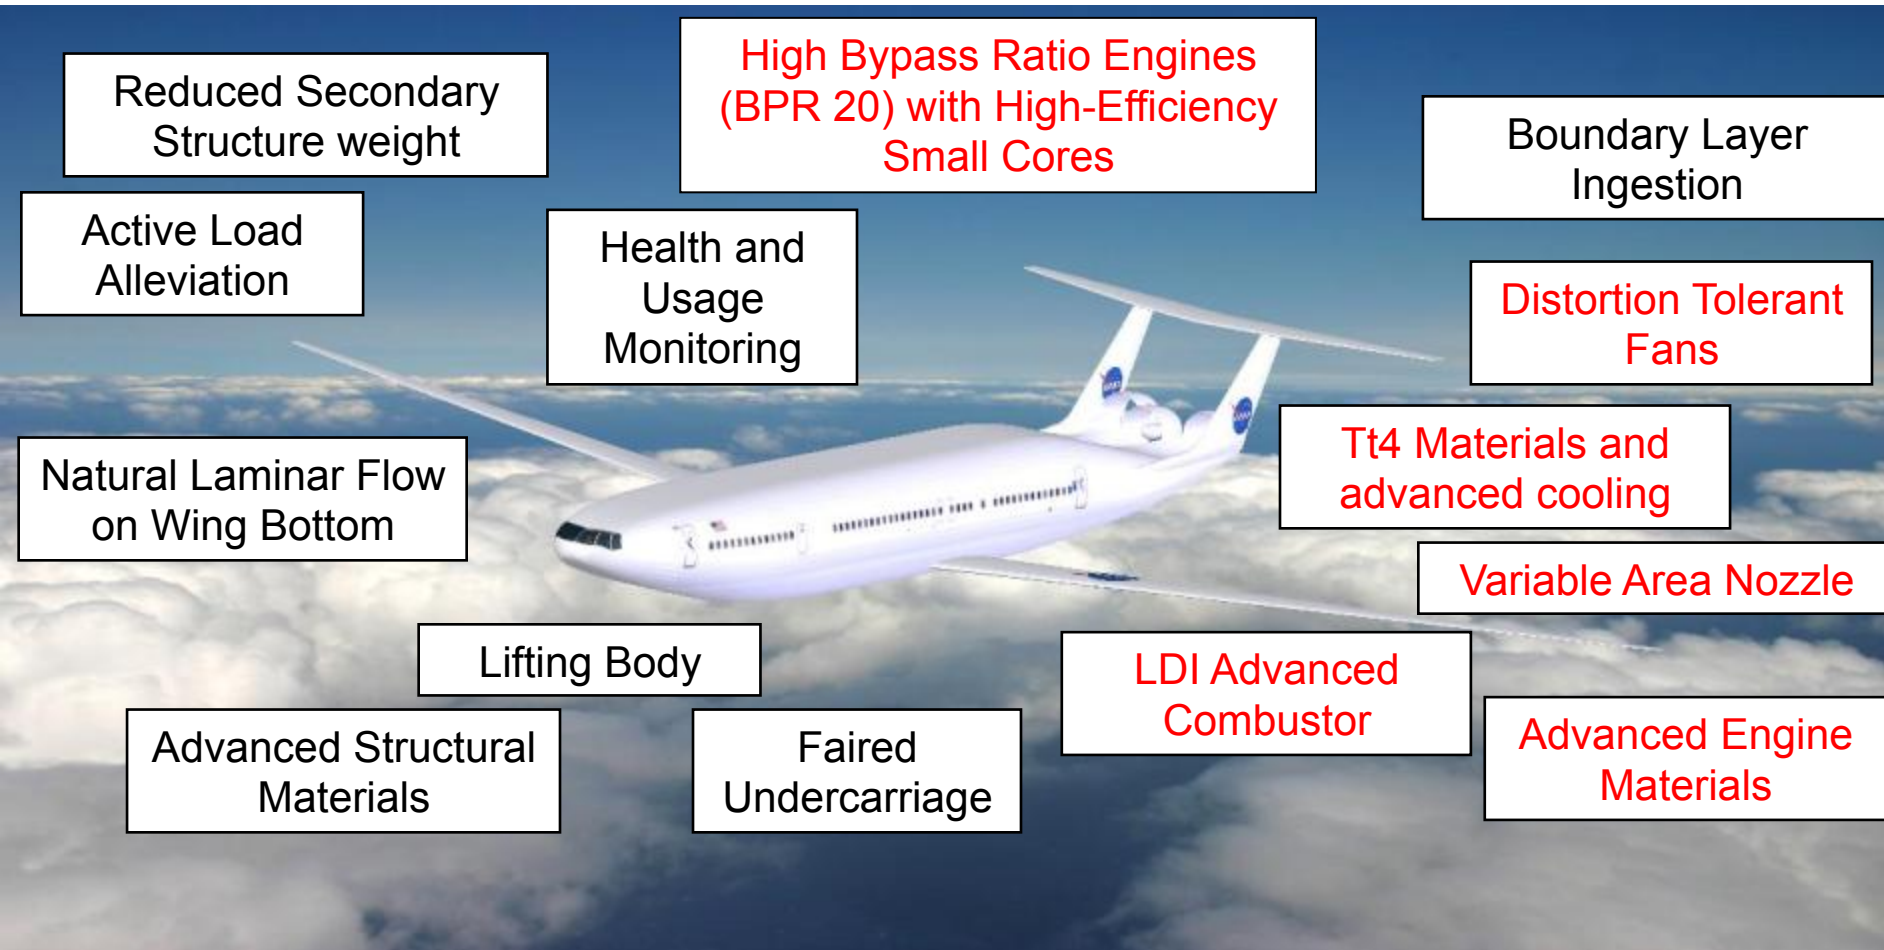 Reduced Secondary
Structure weight
High Bypass Ratio Engines
(BPR 20) with High-Efficiency
Small Cores
Boundary Layer
Ingestion
Active Load
Alleviation
Health and
Usage
Monitoring
Distortion Tolerant
Fans
Natural Laminar Flow
on Wing Bottom
Tt4 Materials and
advanced cooling
Variable Area Nozzle
Lifting Body
LDI Advanced
Combustor
Advanced Structural
Materials
Faired
Undercarriage
Advanced Engine
Materials